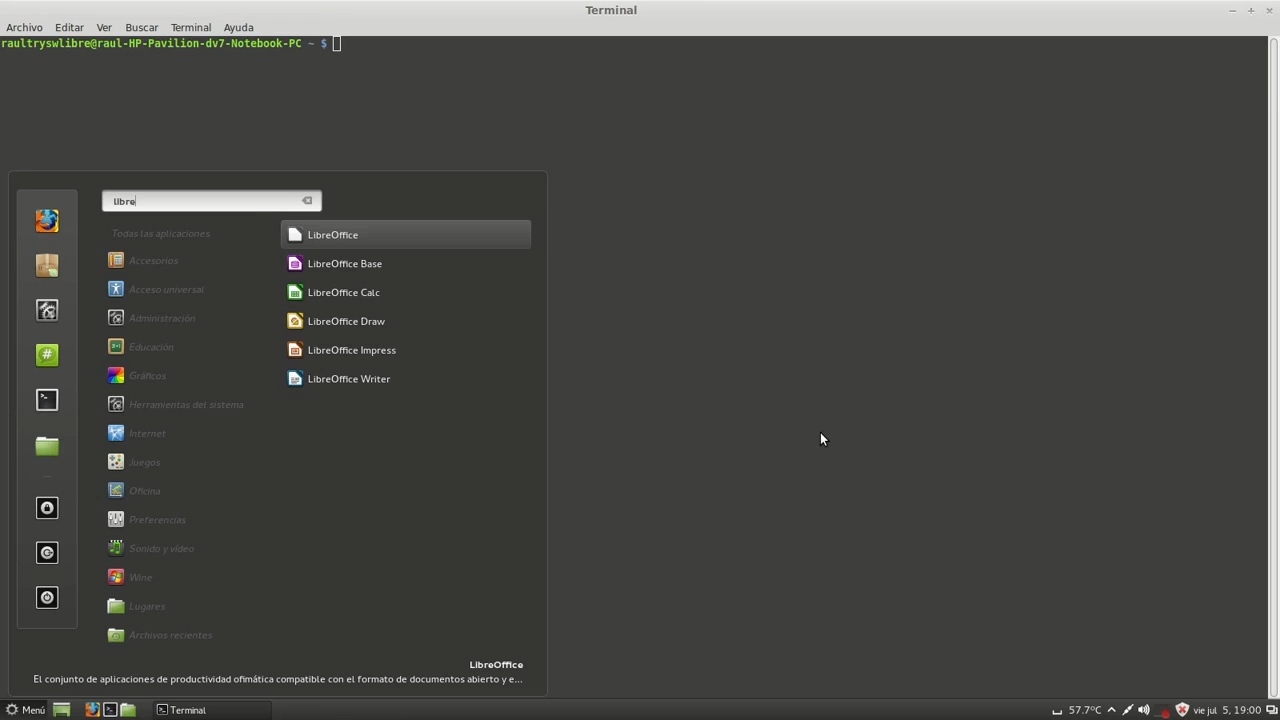 Terminal
Archivo Editar Ver Buscar Terminal Ayuda
raultryswlibre@raul-HP-Pavilion-dv7-Notebook-PC ~ $
libre
Todas las aplicaciones
Accesorios
Acceso universal
Administración
Educación
Gráficos
Herramientas del sistema
Internet
Juegos
Oficina
Preferencias
Sonido y vídeo
Wine
Lugares
Archivos recientes
LibreOffice
LibreOffice Base
LibreOffice Calc
LibreOffice Draw
LibreOffice Impress
LibreOffice Writer
LibreOffice
El conjunto de aplicaciones de productividad ofimática compatible con el formato de documentos abierto y e...
Menú Terminal 57.7ºC vie jul 5, 19:00